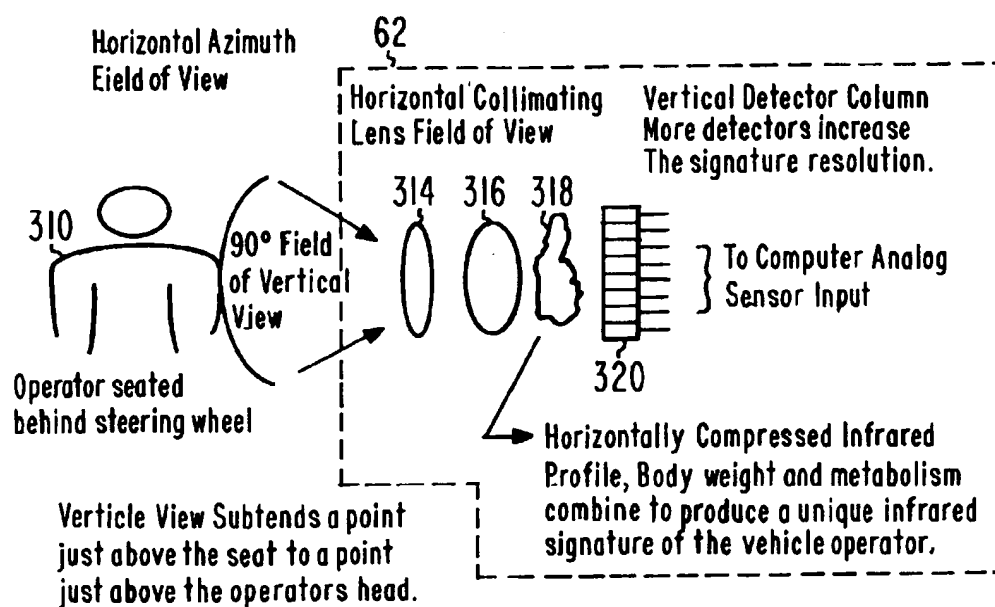 Horizontal Azimuth
Eield of View
62
Horizontal Collimating
Lens Field of View
Vertical Detector Column
More detectors increase
The signature resolution.
310
314
316
318
90° Field
of Vertical
View
To Computer Analog
Sensor Input
320
Operator seated
behind steering wheel
Horizontally Compressed Infrared
Profile, Body weight and metabolism
combine to produce a unique infrared
signature of the vehicle operator.
Verticle View Subtends a point
just above the seat to a point
just above the operators head.